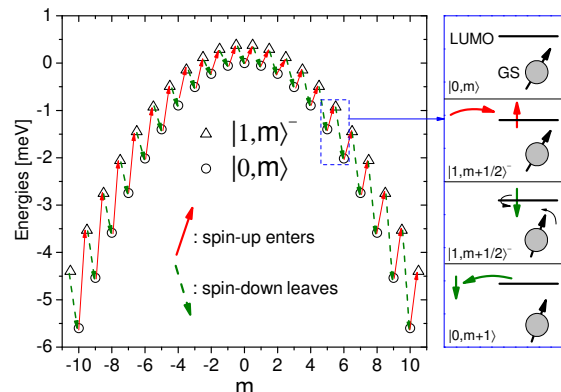 Energies [meV]
1
0
-1
-2
-3
-4
-5
-6
-10 -8 -6 -4 -2 0 2 4 6 8 10
m
|1,m⟩⁻
|0,m⟩
: spin-up enters
: spin-down leaves
LUMO
GS
|0,m⟩
|1,m+1/2⟩⁻
|1,m+1/2⟩⁻
|0,m+1⟩